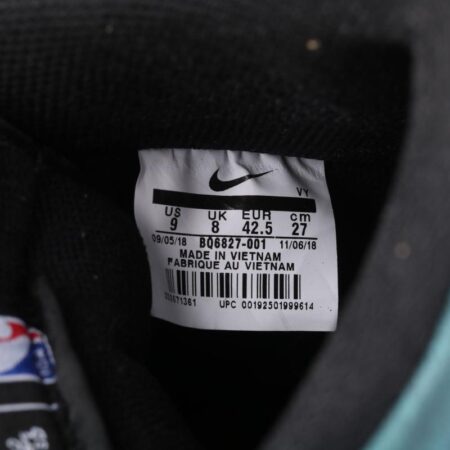 VY
US UK EUR cm
9 8 42.5 27
09/05/18 BQ6827-001 11/06/18
MADE IN VIETNAM
FABRIQUE AU VIETNAM
UPC 00192501999614